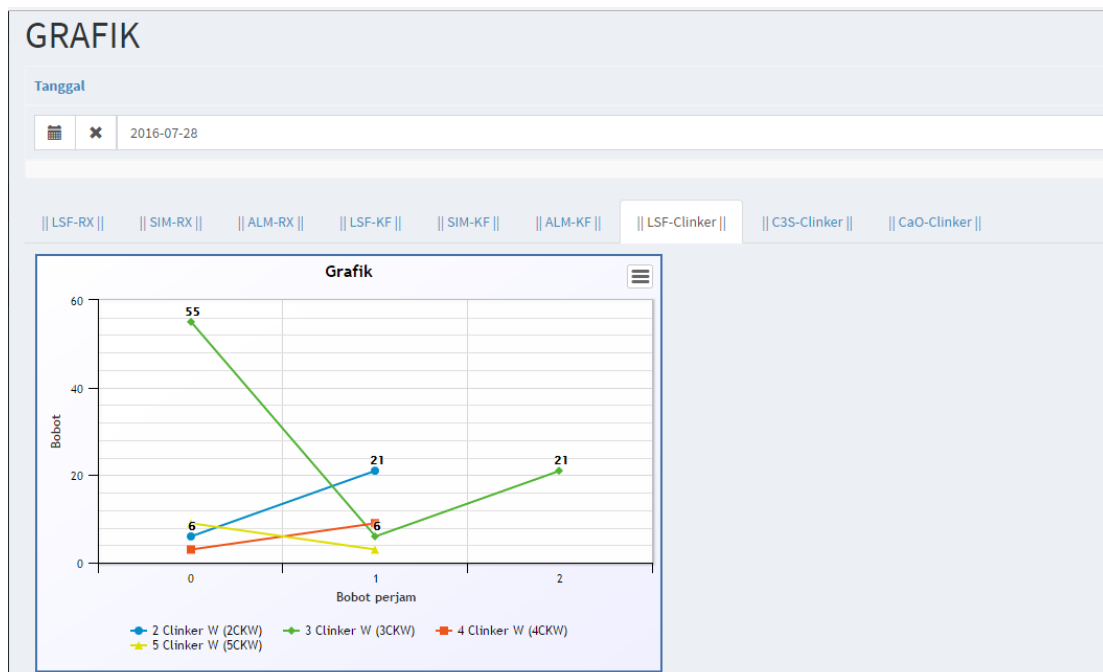 GRAFIK
Tanggal
2016-07-28
|| LSF-RX || || SIM-RX || || ALM-RX || || LSF-KF || || SIM-KF || || ALM-KF || || LSF-Clinker || || C3S-Clinker || || CaO-Clinker ||
Grafik
60
55
40
Bobot
21 21
20
6 6
0
0 1 2
Bobot perjam
2 Clinker W (2CKW) 3 Clinker W (3CKW) 4 Clinker W (4CKW)
5 Clinker W (5CKW)